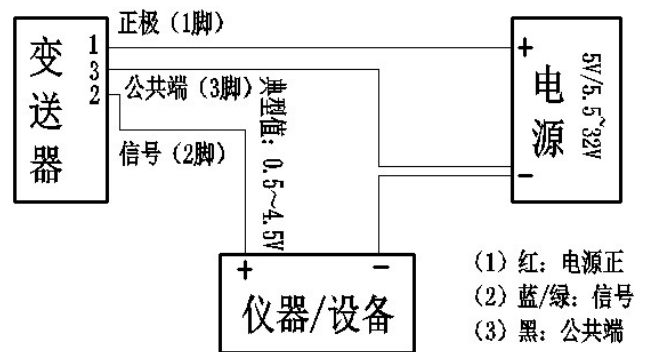 正极（1脚）
变送器
1
3
2
公共端（3脚）
信号（2脚）
典型值：0.5～4.5V
+
电源
-
5V/5.5~32V
+
-
仪器/设备
（1）红：电源正
（2）蓝/绿：信号
（3）黑：公共端